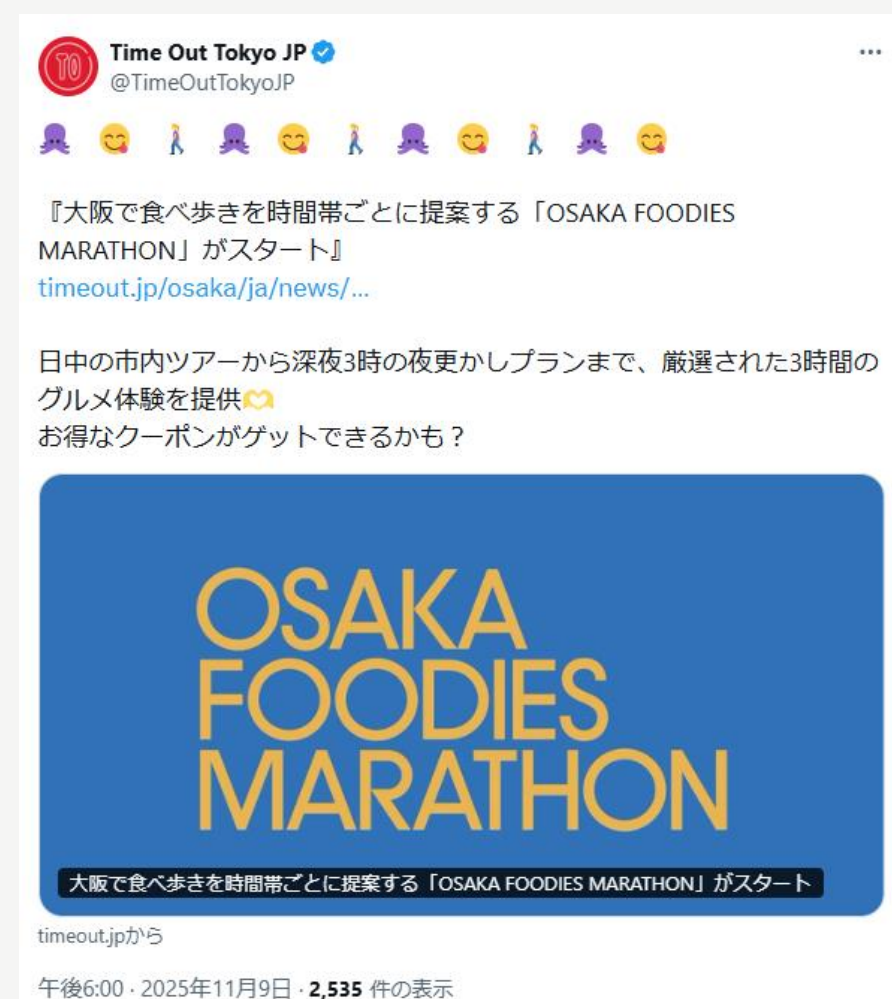 TO
Time Out Tokyo JP
@TimeOutTokyoJP
『大阪で食べ歩きを時間帯ごとに提案する「OSAKA FOODIES
MARATHON」がスタート』
timeout.jp/osaka/ja/news/...
日中の市内ツアーから深夜3時の夜更かしプランまで、厳選された3時間の
グルメ体験を提供🫶
お得なクーポンがゲットできるかも？
OSAKA
FOODIES
MARATHON
大阪で食べ歩きを時間帯ごとに提案する「OSAKA FOODIES MARATHON」がスタート
timeout.jpから
午後6:00 · 2025年11月9日 · 2,535 件の表示